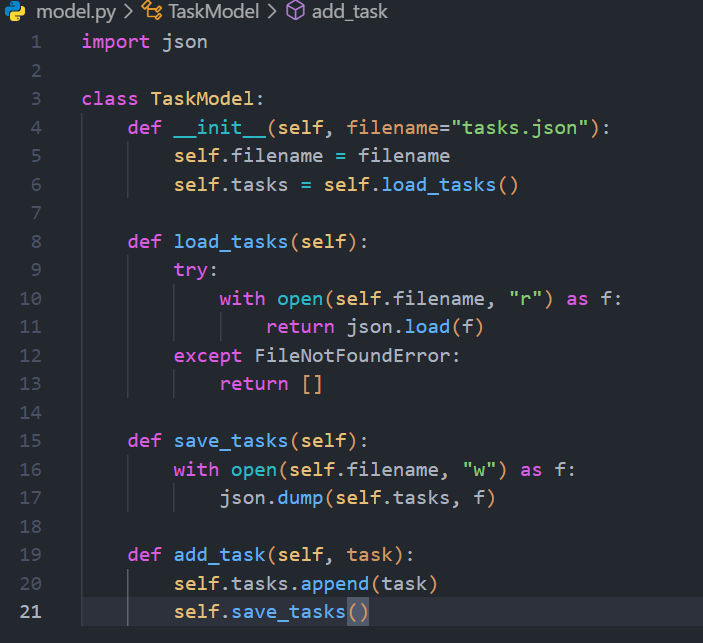 model.py > TaskModel > add_task
1 import json
2
3 class TaskModel:
4     def __init__(self, filename="tasks.json"):
5         self.filename = filename
6         self.tasks = self.load_tasks()
7
8     def load_tasks(self):
9         try:
10             with open(self.filename, "r") as f:
11                 return json.load(f)
12         except FileNotFoundError:
13             return []
14
15     def save_tasks(self):
16         with open(self.filename, "w") as f:
17             json.dump(self.tasks, f)
18
19     def add_task(self, task):
20         self.tasks.append(task)
21         self.save_tasks()